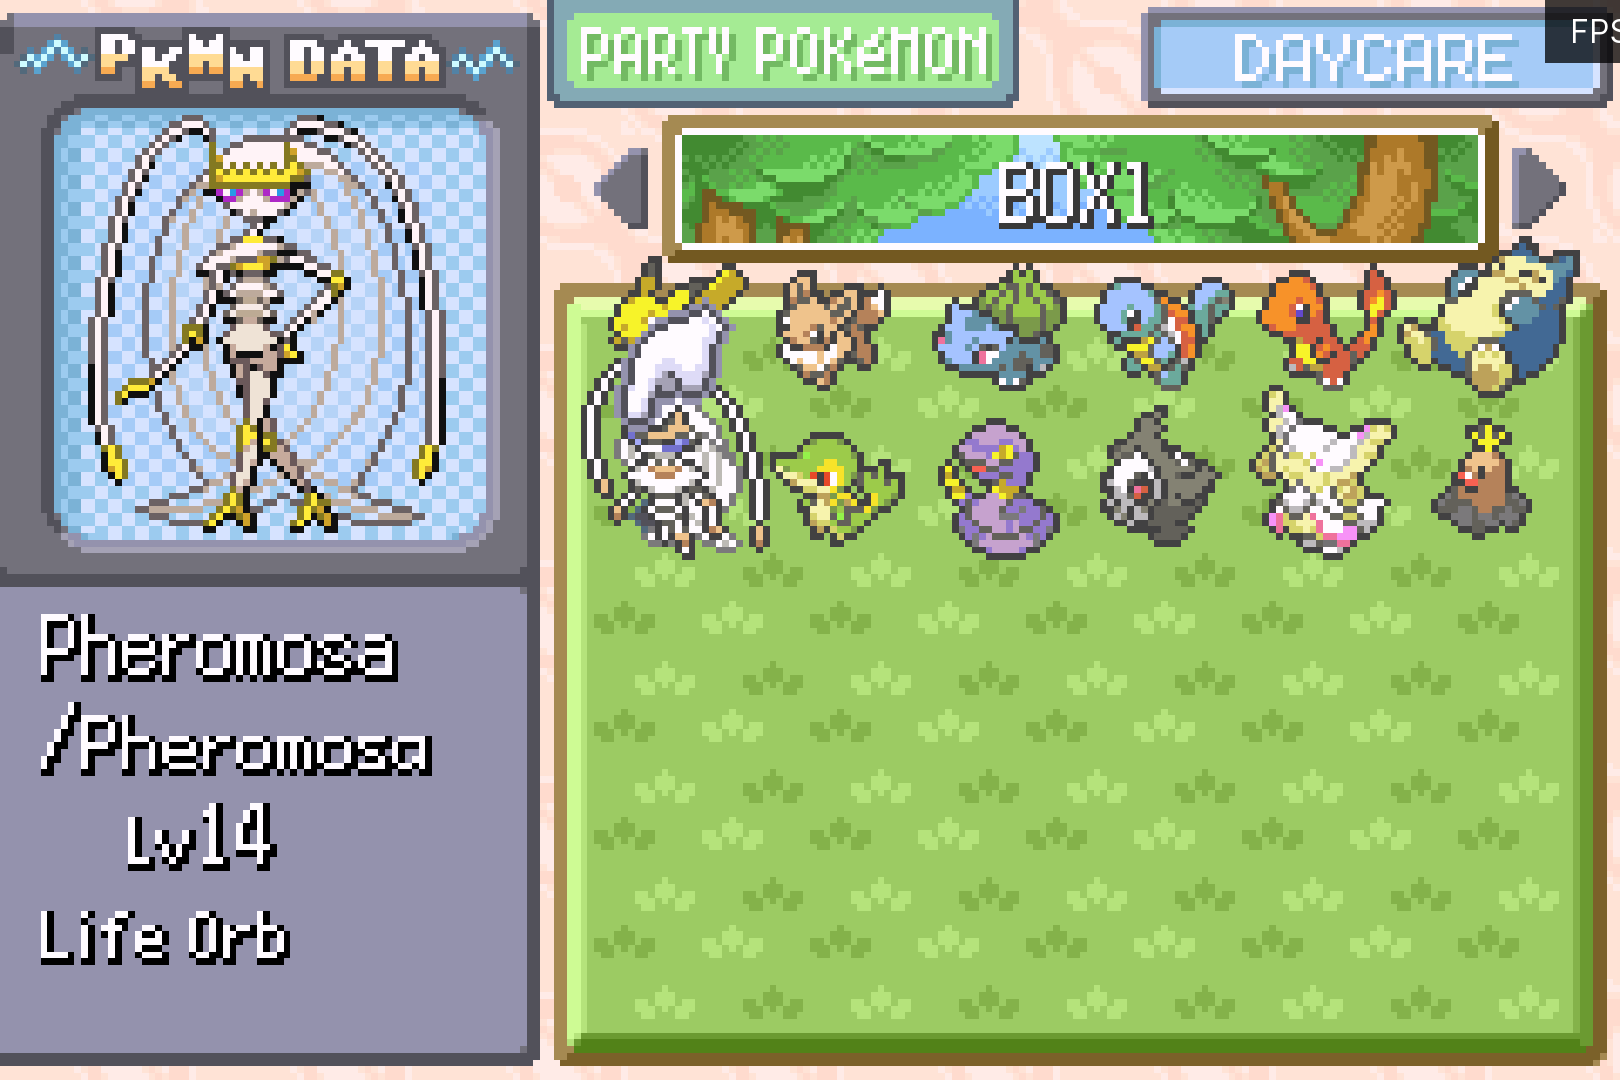 PKMN DATA
PARTY POKéMON
DAYCARE
FPS
BOX1
Pheromosa
/Pheromosa
Lv14
Life Orb